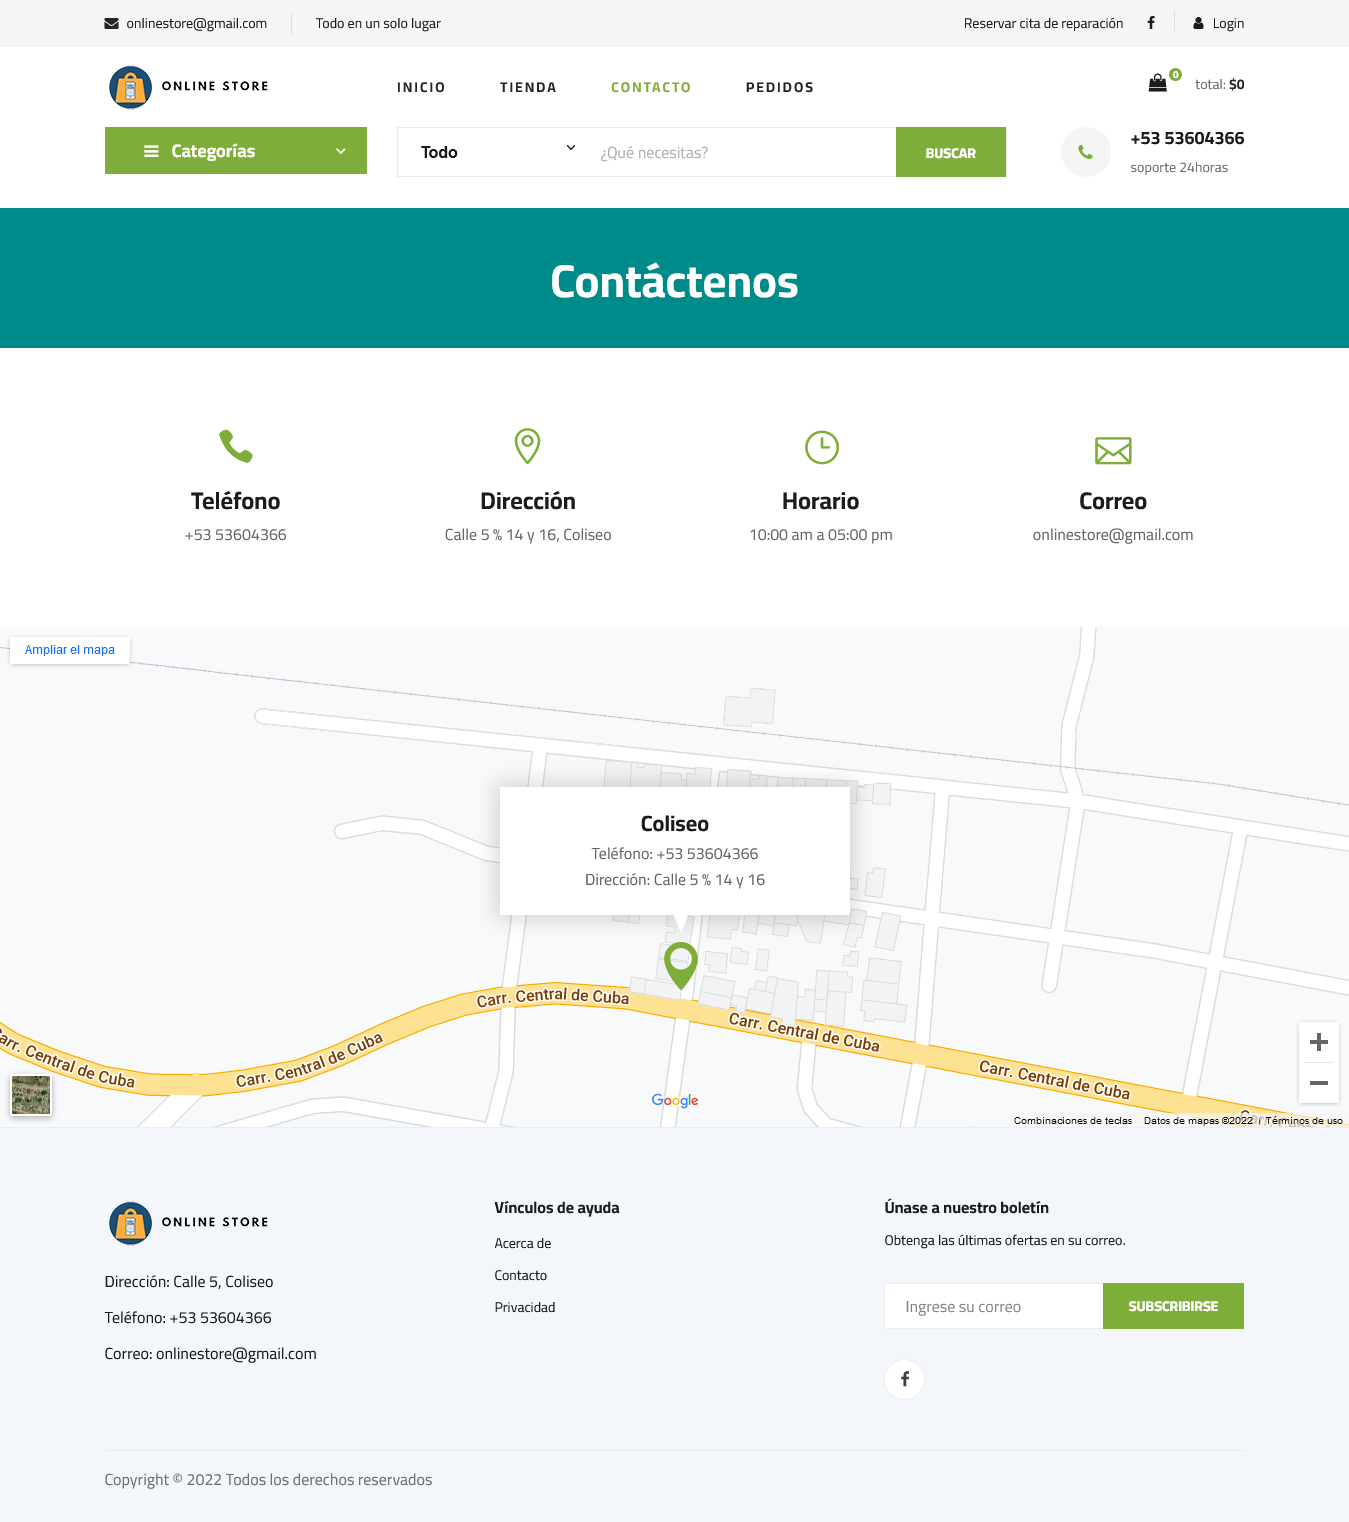 onlinestore@gmail.com
Todo en un solo lugar
Reservar cita de reparación
Login
ONLINE STORE
INICIO
TIENDA
CONTACTO
PEDIDOS
0
total: $0
Categorías
Todo
¿Qué necesitas?
BUSCAR
+53 53604366
soporte 24horas
Contáctenos
Teléfono
+53 53604366
Dirección
Calle 5 % 14 y 16, Coliseo
Horario
10:00 am a 05:00 pm
Correo
onlinestore@gmail.com
Ampliar el mapa
Coliseo
Teléfono: +53 53604366
Dirección: Calle 5 % 14 y 16
Carr. Central de Cuba
Carr. Central de Cuba
Carr. Central de Cuba
Carr. Central de Cuba
Carr. Central de Cuba
Google
Combinaciones de teclas
Datos de mapas ©2022
Términos de uso
ONLINE STORE
Dirección: Calle 5, Coliseo
Teléfono: +53 53604366
Correo: onlinestore@gmail.com
Vínculos de ayuda
Acerca de
Contacto
Privacidad
Únase a nuestro boletín
Obtenga las últimas ofertas en su correo.
Ingrese su correo
SUBSCRIBIRSE
Copyright © 2022 Todos los derechos reservados